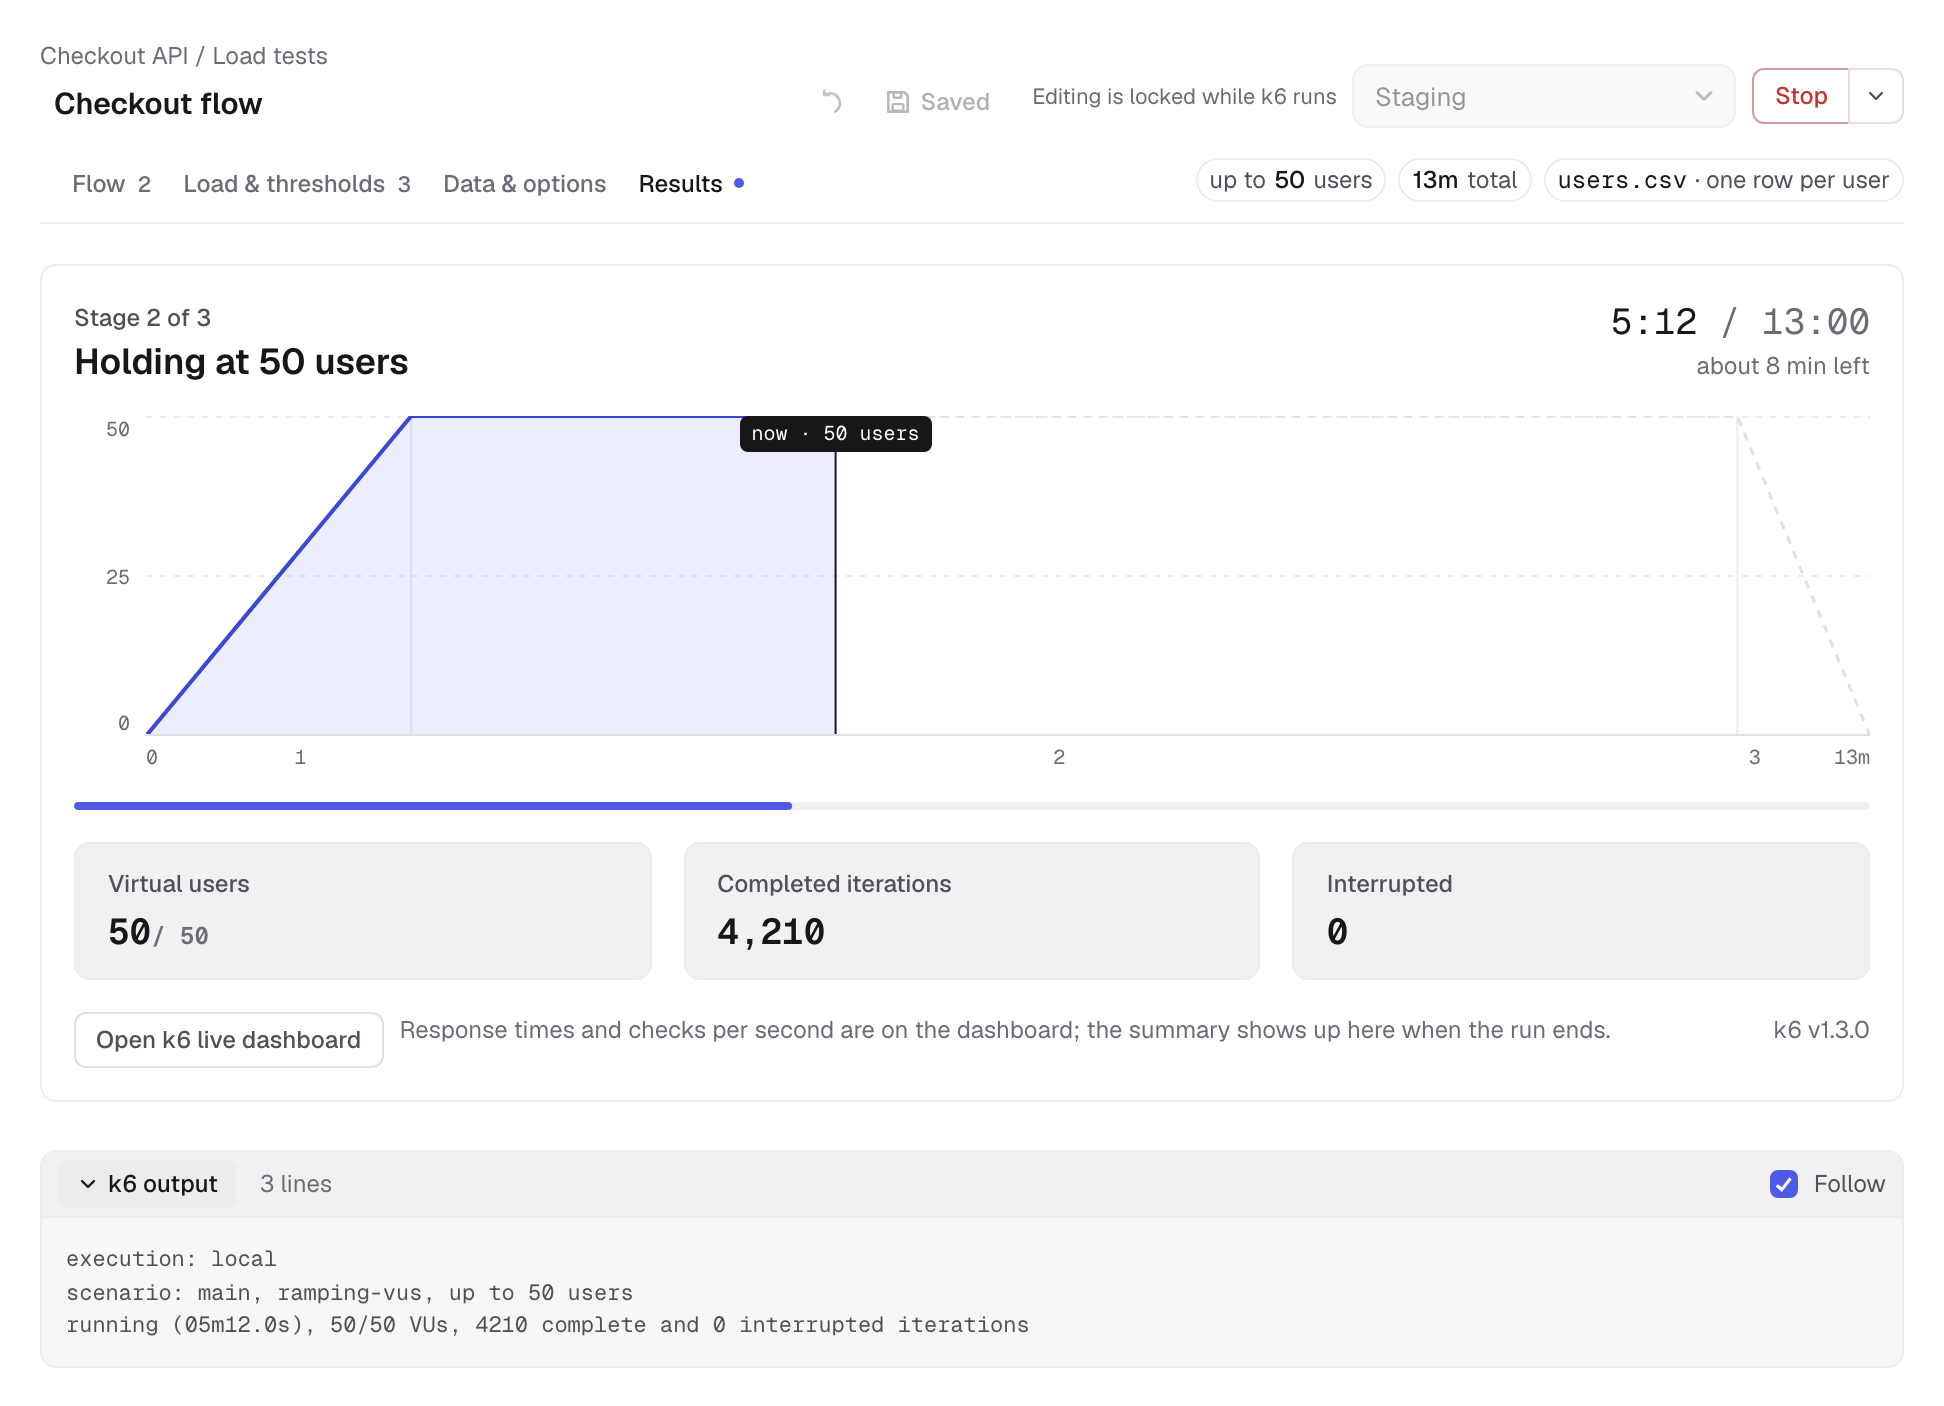 Checkout API / Load tests
Checkout flow
Saved
Editing is locked while k6 runs
Staging
Stop
Flow 2
Load & thresholds 3
Data & options
Results
up to 50 users
13m total
users.csv · one row per user
Stage 2 of 3
Holding at 50 users
5:12 / 13:00
about 8 min left
50
now · 50 users
25
0
0 1 2 3 13m
Virtual users
50/ 50
Completed iterations
4,210
Interrupted
0
Open k6 live dashboard
Response times and checks per second are on the dashboard; the summary shows up here when the run ends.
k6 v1.3.0
k6 output
3 lines
Follow
execution: local
scenario: main, ramping-vus, up to 50 users
running (05m12.0s), 50/50 VUs, 4210 complete and 0 interrupted iterations